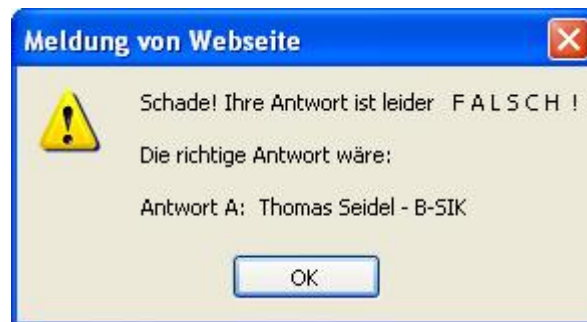 Meldung von Webseite
Schade! Ihre Antwort ist leider F A L S C H !
Die richtige Antwort wäre:
Antwort A: Thomas Seidel - B-SIK
OK